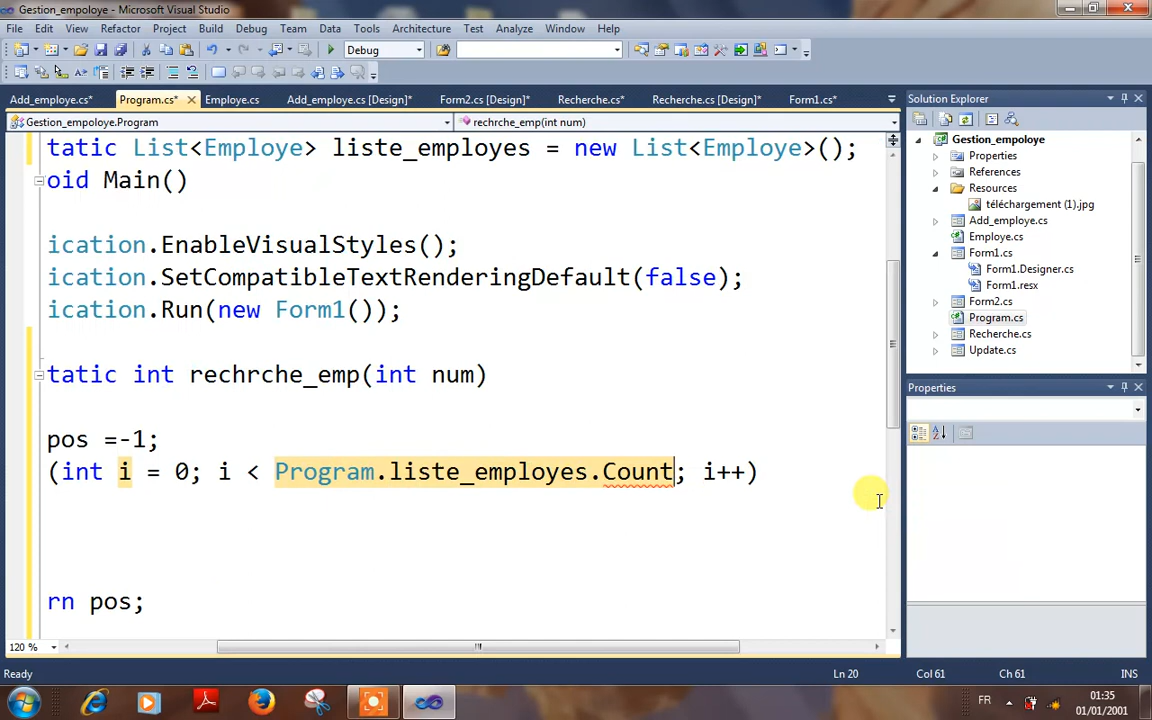 Gestion_empoloye - Microsoft Visual Studio
File Edit View Refactor Project Build Debug Team Data Tools Architecture Test Analyze Window Help
Debug
Add_employe.cs* Program.cs* Employe.cs Add_employe.cs [Design]* Form2.cs [Design]* Recherche.cs* Recherche.cs [Design]* Form1.cs*
Gestion_empoloye.Program rechrche_emp(int num)
tatic List<Employe> liste_employes = new List<Employe>();
oid Main()
ication.EnableVisualStyles();
ication.SetCompatibleTextRenderingDefault(false);
ication.Run(new Form1());
tatic int rechrche_emp(int num)
pos =-1;
(int i = 0; i < Program.liste_employes.Count; i++)
rn pos;
120 %
Solution Explorer
Gestion_empoloye
Properties
References
Resources
téléchargement (1).jpg
Add_employe.cs
Employe.cs
Form1.cs
Form1.Designer.cs
Form1.resx
Form2.cs
Program.cs
Recherche.cs
Update.cs
Properties
Ready Ln 20 Col 61 Ch 61 INS
FR 01:35
01/01/2001